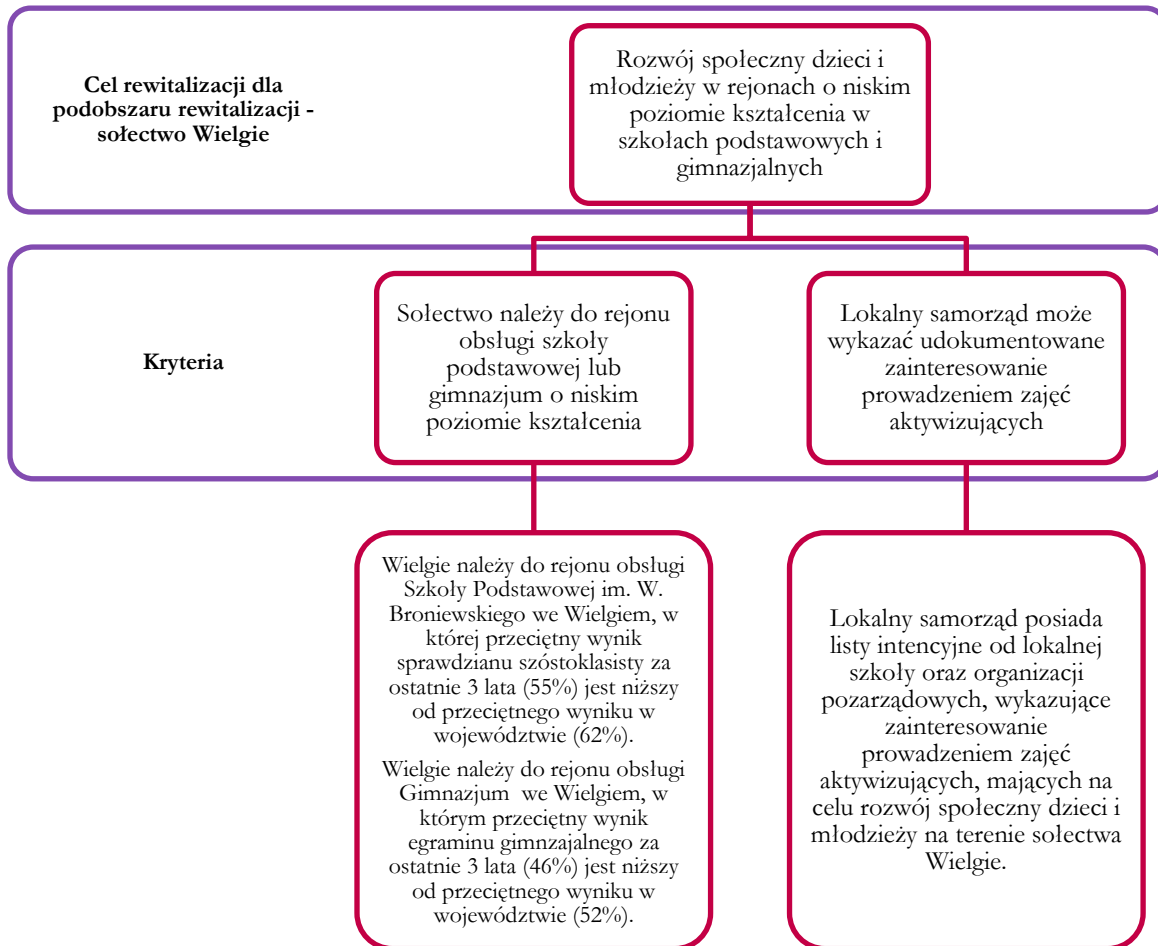 Cel rewitalizacji dla
podobszaru rewitalizacji -
sołectwo Wielgie
Rozwój społeczny dzieci i
młodzieży w rejonach o niskim
poziomie kształcenia w
szkołach podstawowych i
gimnazjalnych
Kryteria
Sołectwo należy do rejonu
obsługi szkoły
podstawowej lub
gimnazjum o niskim
poziomie kształcenia
Lokalny samorząd może
wykazać udokumentowane
zainteresowanie
prowadzeniem zajęć
aktywizujących
Wielgie należy do rejonu obsługi
Szkoły Podstawowej im. W.
Broniewskiego we Wielgiem, w
której przeciętny wynik
sprawdzianu szóstoklasisty za
ostatnie 3 lata (55%) jest niższy
od przeciętnego wyniku w
województwie (62%).
Wielgie należy do rejonu obsługi
Gimnazjum we Wielgiem, w
którym przeciętny wynik
egraminu gimnzajalnego za
ostatnie 3 lata (46%) jest niższy
od przeciętnego wyniku w
województwie (52%).
Lokalny samorząd posiada
listy intencyjne od lokalnej
szkoły oraz organizacji
pozarządowych, wykazujące
zainteresowanie
prowadzeniem zajęć
aktywizujących, mających na
celu rozwój społeczny dzieci i
młodzieży na terenie sołectwa
Wielgie.